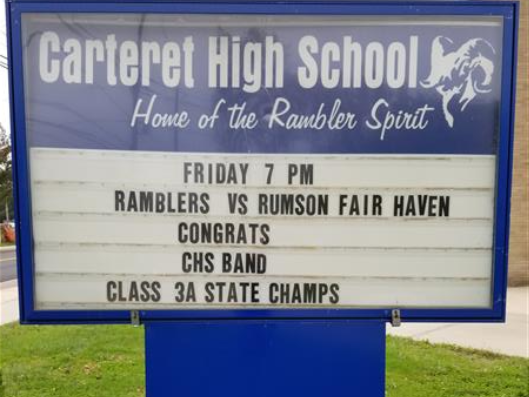 Carteret High School
Home of the Rambler Spirit
FRIDAY 7 PM
RAMBLERS VS RUMSON FAIR HAVEN
CONGRATS
CHS BAND
CLASS 3A STATE CHAMPS